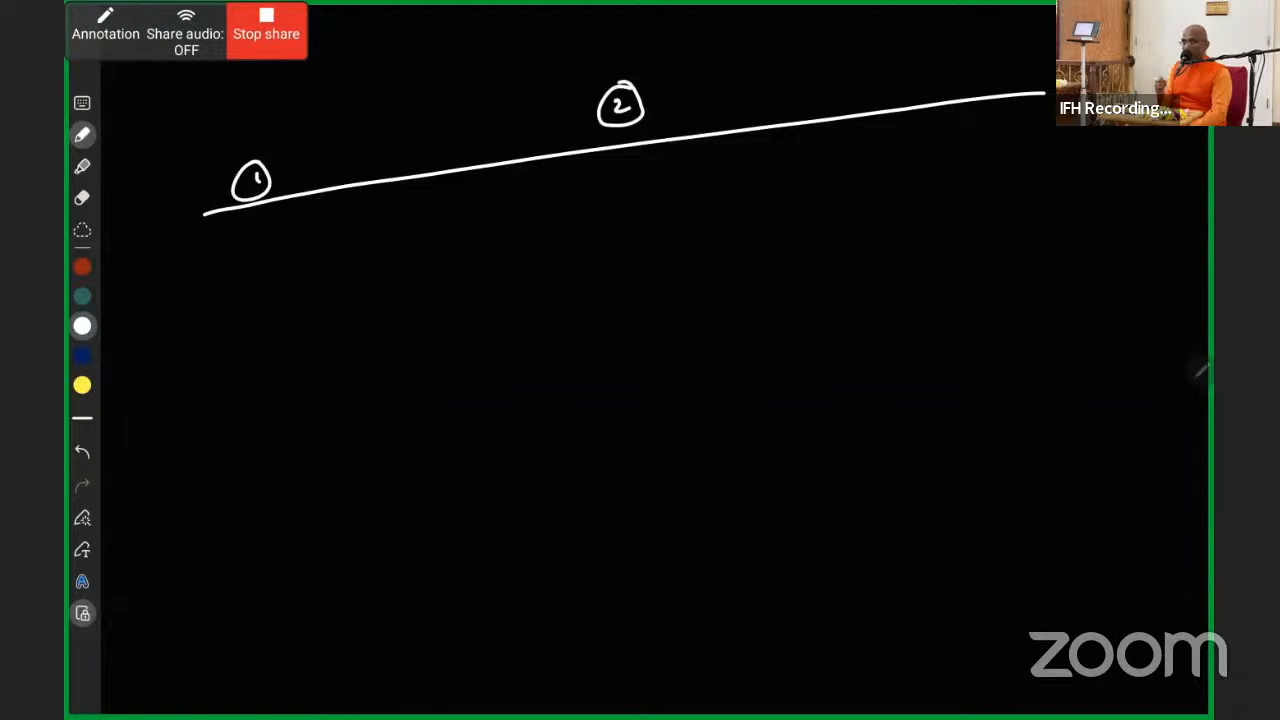 Annotation
Share audio:
OFF
Stop share
IFH Recording...
2
1
T
A
zoom